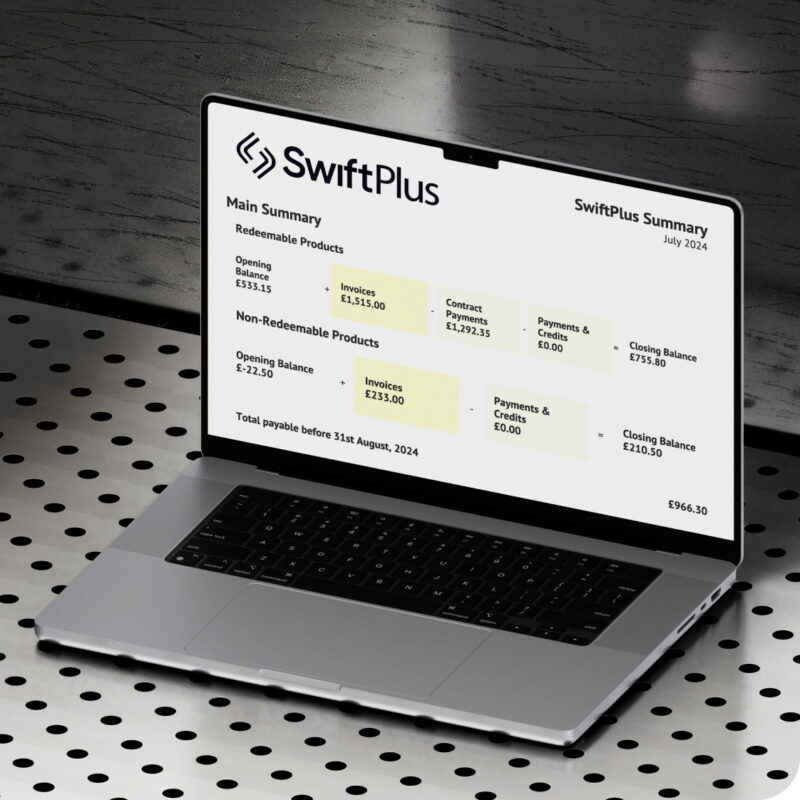 SwiftPlus
SwiftPlus Summary
July 2024
Main Summary
Redeemable Products
Opening
Balance
£533.15
+
Invoices
£1,515.00
-
Contract
Payments
£1,292.35
-
Payments &
Credits
£0.00
=
Closing Balance
£755.80
Non-Redeemable Products
Opening Balance
£-22.50
+
Invoices
£233.00
-
Payments &
Credits
£0.00
=
Closing Balance
£210.50
Total payable before 31st August, 2024
£966.30